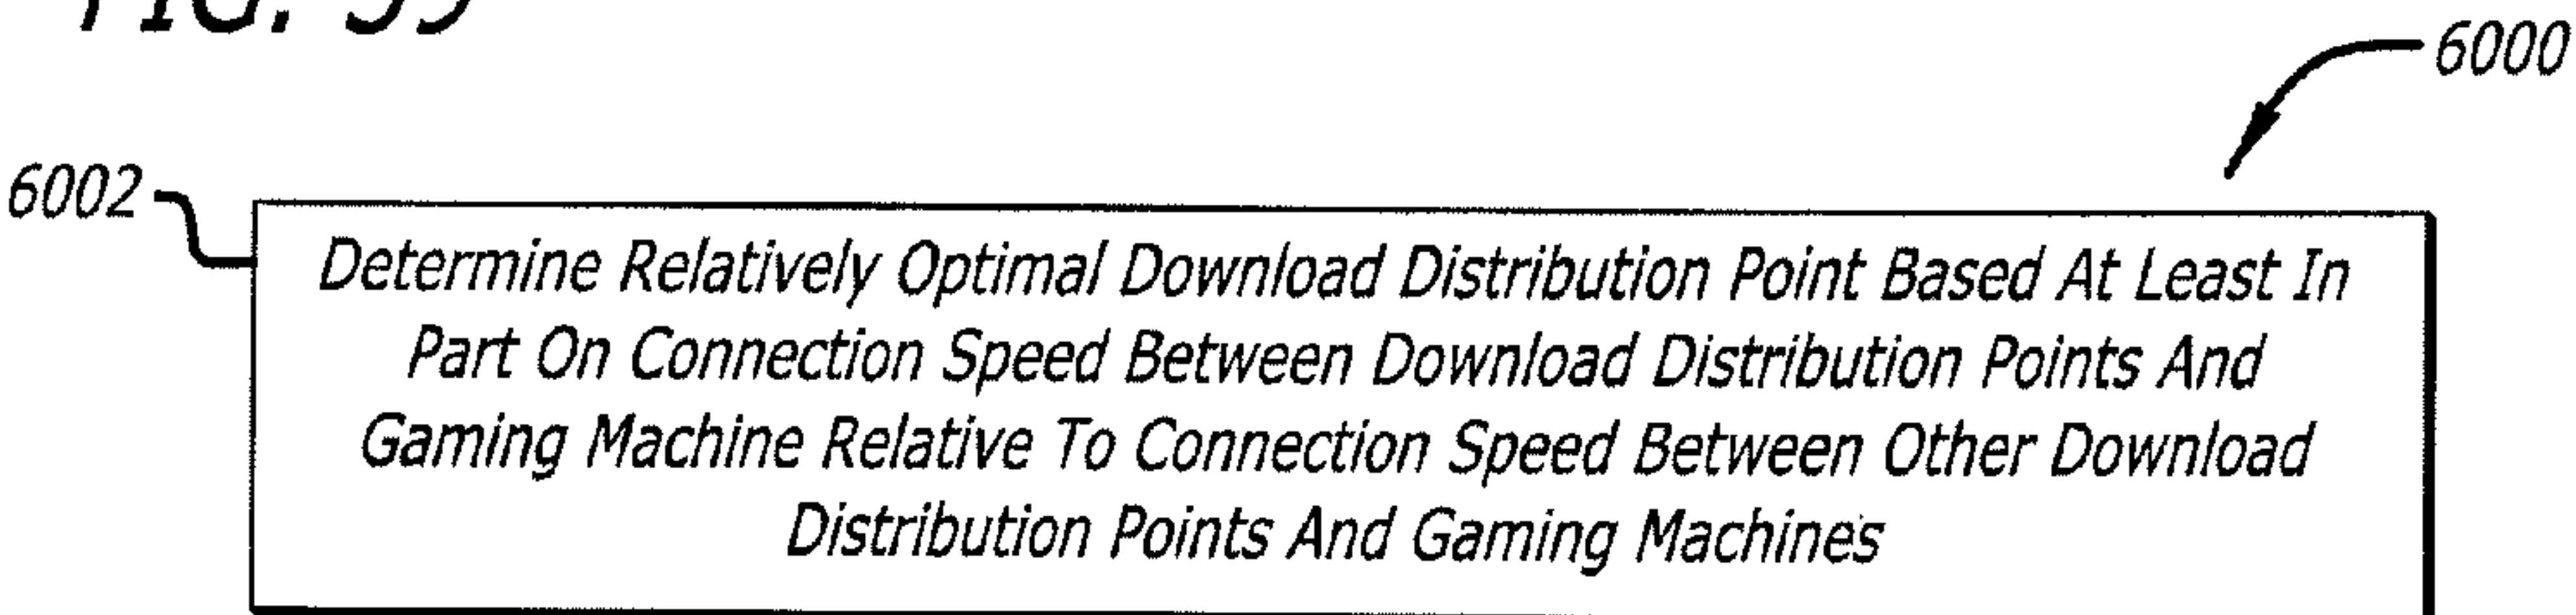 FIG.
6000
6002
Determine Relatively Optimal Download Distribution Point Based At Least In
Part On Connection Speed Between Download Distribution Points And
Gaming Machine Relative To Connection Speed Between Other Download
Distribution Points And Gaming Machines